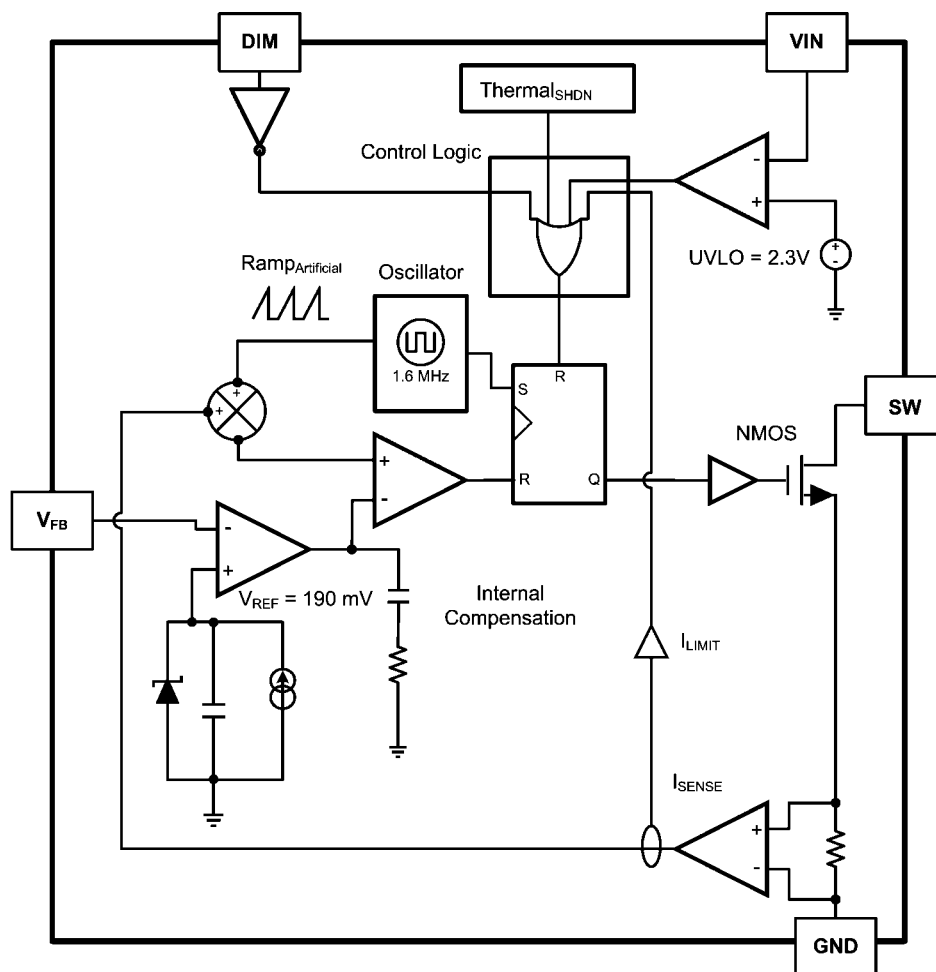 DIM
VIN
ThermalSHDN
Control Logic
-
+
UVLO = 2.3V
+
-
RampArtificial
Oscillator
1.6 MHz
+
+
R
S
R
Q
NMOS
SW
+
-
VFB
-
+
VREF = 190 mV
Internal
Compensation
ILIMIT
ISENSE
+
-
GND